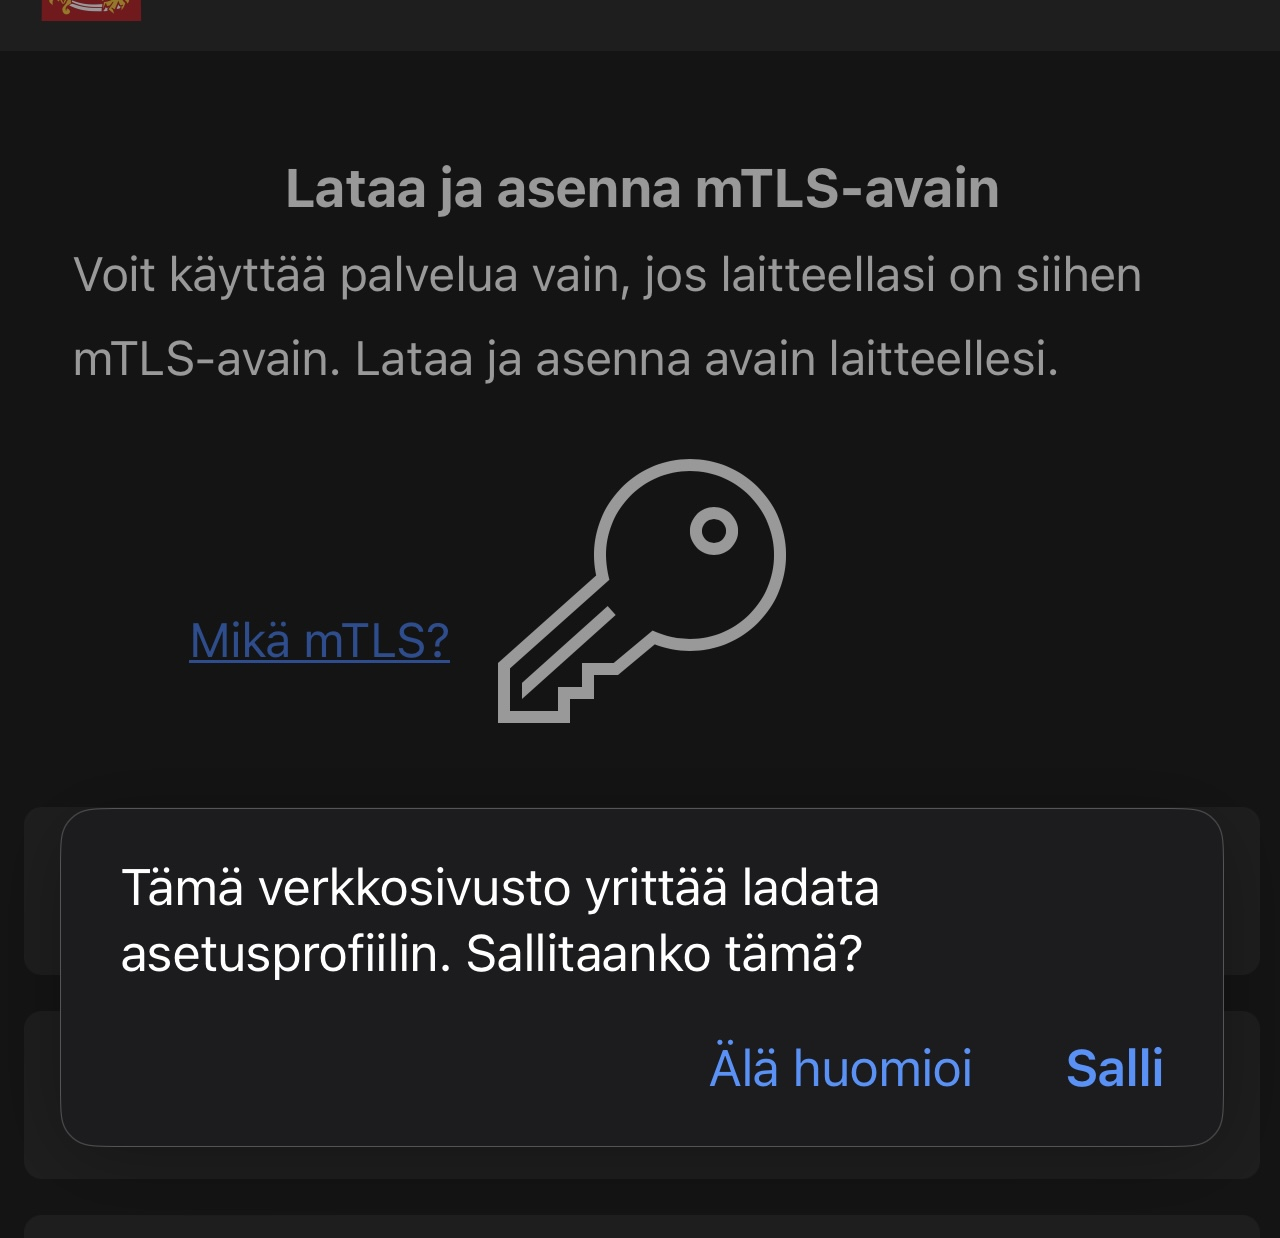 Lataa ja asenna mTLS-avain
Voit käyttää palvelua vain, jos laitteellasi on siihen
mTLS-avain. Lataa ja asenna avain laitteellesi.
Mikä mTLS?
Tämä verkkosivusto yrittää ladata
asetusprofiilin. Sallitaanko tämä?
Älä huomioi
Salli